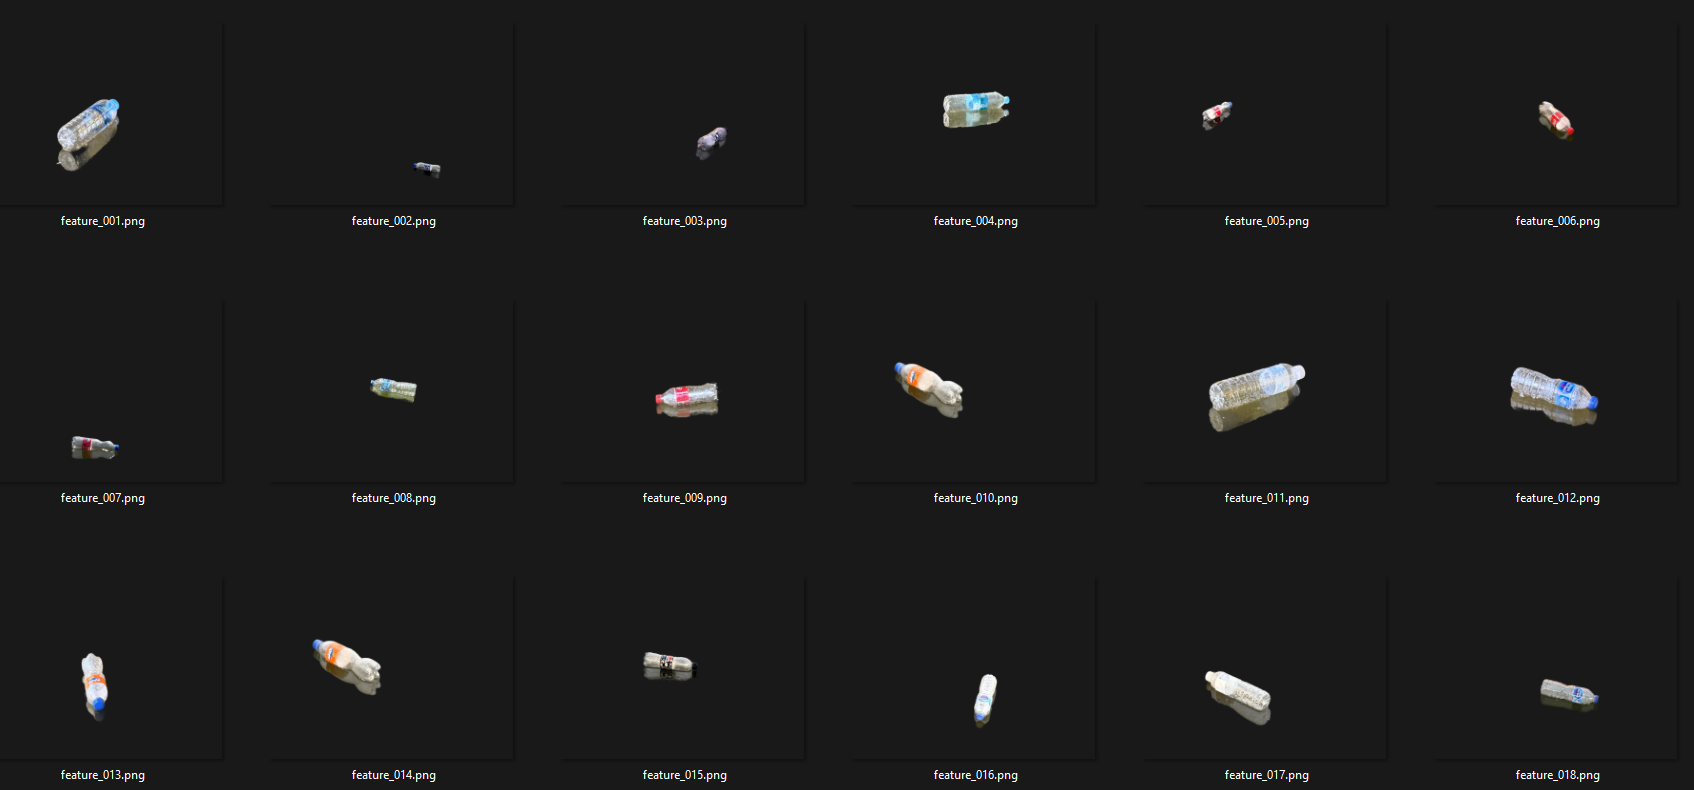 feature_001.png
feature_002.png
feature_003.png
feature_004.png
feature_005.png
feature_006.png
feature_007.png
feature_008.png
feature_009.png
feature_010.png
feature_011.png
feature_012.png
feature_013.png
feature_014.png
feature_015.png
feature_016.png
feature_017.png
feature_018.png